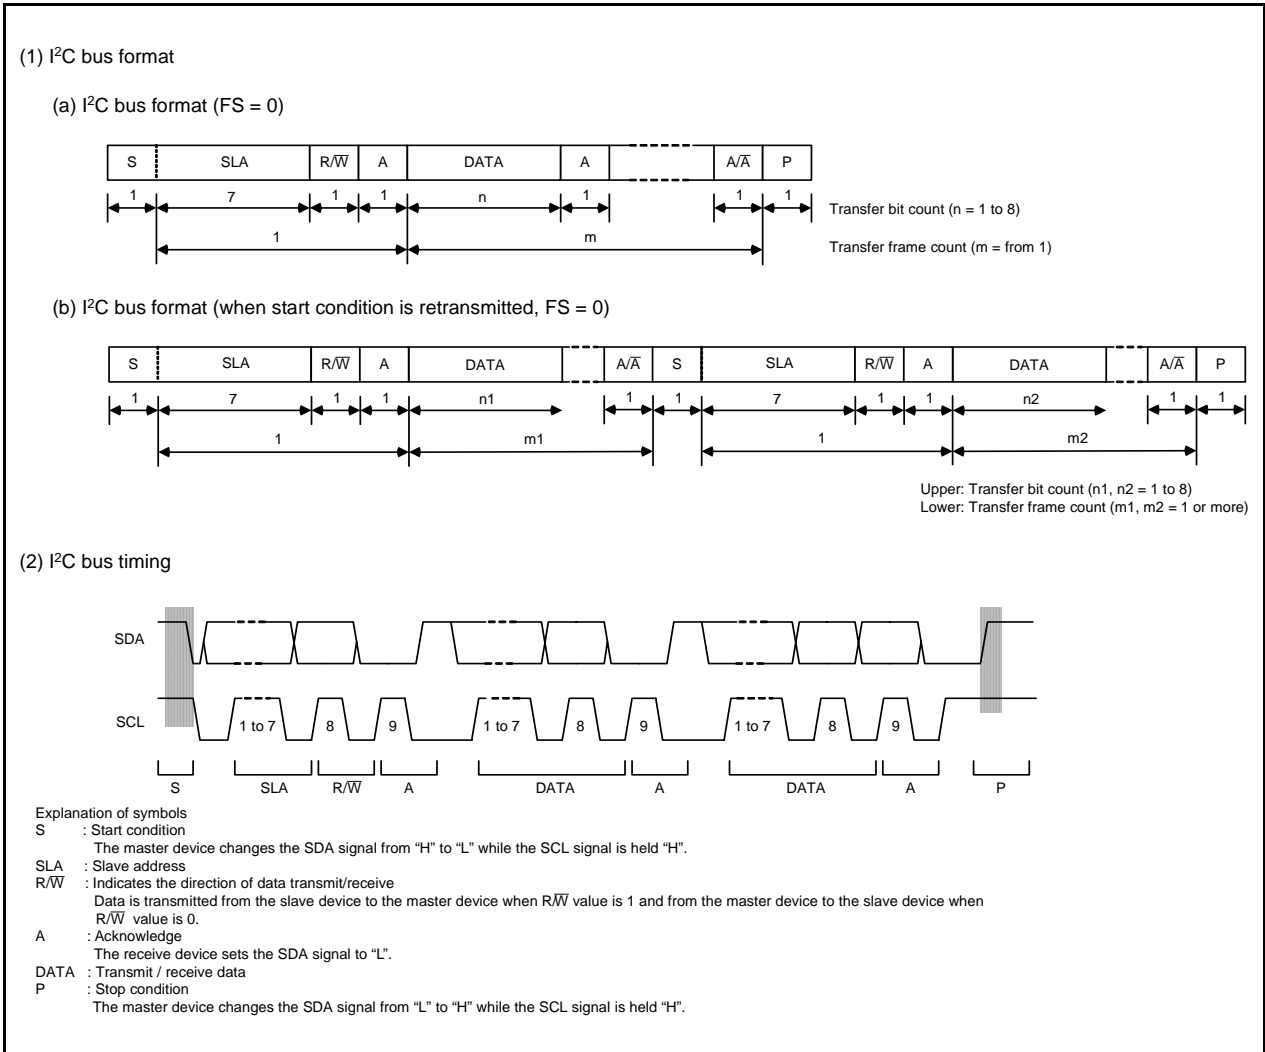 (1) I²C bus format
(a) I²C bus format (FS = 0)
S SLA R/W̅ A DATA A A/A̅ P
1 7 1 1 n 1 1 1
Transfer bit count (n = 1 to 8)
1 m
Transfer frame count (m = from 1)
(b) I²C bus format (when start condition is retransmitted, FS = 0)
S SLA R/W̅ A DATA A/A̅ S SLA R/W̅ A DATA A/A̅ P
1 7 1 1 n1 1 1 7 1 1 n2 1 1
1 m1 1 m2
Upper: Transfer bit count (n1, n2 = 1 to 8)
Lower: Transfer frame count (m1, m2 = 1 or more)
(2) I²C bus timing
SDA
SCL 1 to 7 8 9 1 to 7 8 9 1 to 7 8 9
S SLA R/W̅ A DATA A DATA A P
Explanation of symbols
S : Start condition
The master device changes the SDA signal from “H” to “L” while the SCL signal is held “H”.
SLA : Slave address
R/W̅ : Indicates the direction of data transmit/receive
Data is transmitted from the slave device to the master device when R/W̅ value is 1 and from the master device to the slave device when
R/W̅ value is 0.
A : Acknowledge
The receive device sets the SDA signal to “L”.
DATA : Transmit / receive data
P : Stop condition
The master device changes the SDA signal from “L” to “H” while the SCL signal is held “H”.